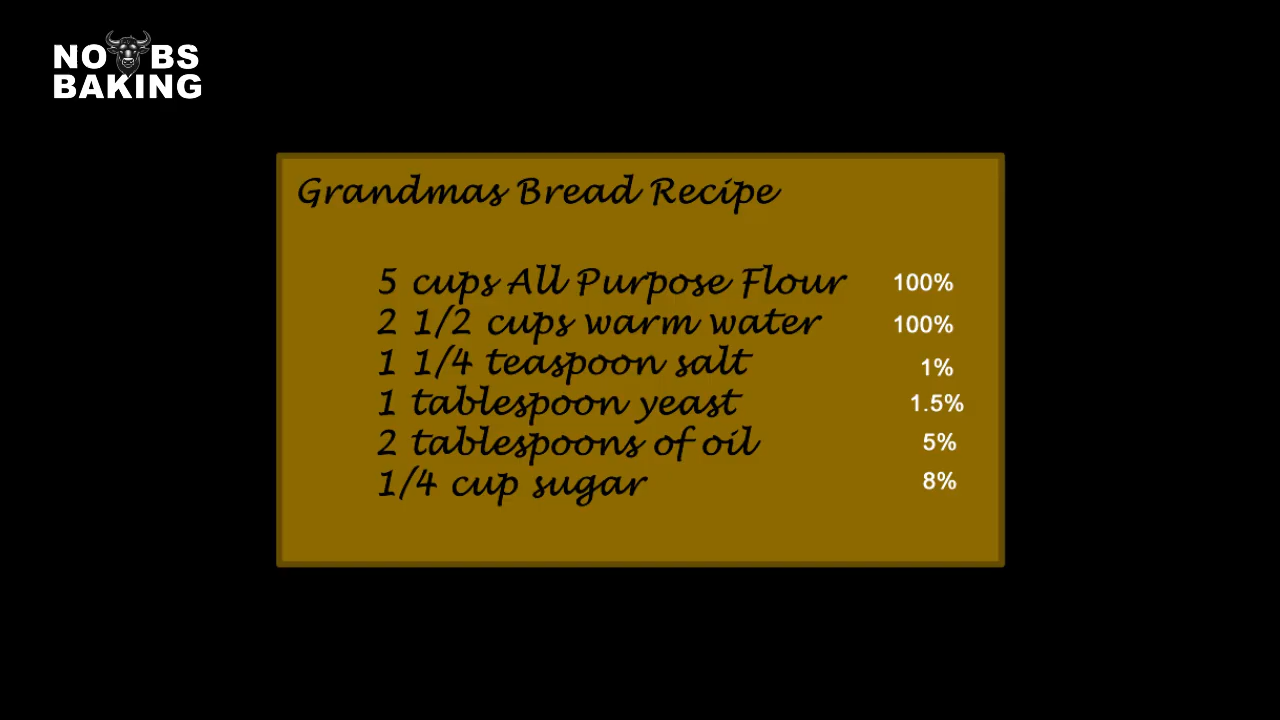 NO BS
BAKING
Grandmas Bread Recipe
5 cups All Purpose Flour 100%
2 1/2 cups warm water 100%
1 1/4 teaspoon salt 1%
1 tablespoon yeast 1.5%
2 tablespoons of oil 5%
1/4 cup sugar 8%